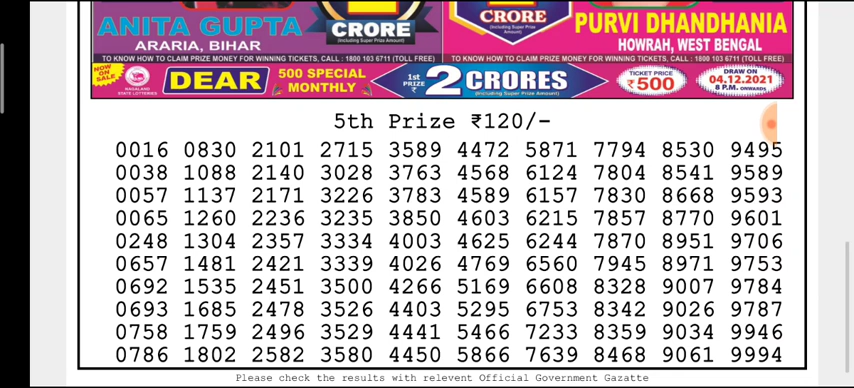 ANITA GUPTA
ARARIA, BIHAR
1
CRORE
(Including Super Prize Amount)
CRORE
(Including Super Prize Amount)
PURVI DHANDHANIA
HOWRAH, WEST BENGAL
TO KNOW HOW TO CLAIM PRIZE MONEY FOR WINNING TICKETS, CALL : 1800 103 6711 (TOLL FREE)
TO KNOW HOW TO CLAIM PRIZE MONEY FOR WINNING TICKETS, CALL : 1800 103 6711 (TOLL FREE)
NOW ON SALE
NAGALAND STATE LOTTERIES
DEAR
500 SPECIAL
MONTHLY
1st PRIZE ₹
2 CRORES
(Including Super Prize Amount)
TICKET PRICE
₹500
DRAW ON
04.12.2021
8 P.M. ONWARDS
5th Prize ₹120/-
0016 0830 2101 2715 3589 4472 5871 7794 8530 9495
0038 1088 2140 3028 3763 4568 6124 7804 8541 9589
0057 1137 2171 3226 3783 4589 6157 7830 8668 9593
0065 1260 2236 3235 3850 4603 6215 7857 8770 9601
0248 1304 2357 3334 4003 4625 6244 7870 8951 9706
0657 1481 2421 3339 4026 4769 6560 7945 8971 9753
0692 1535 2451 3500 4266 5169 6608 8328 9007 9784
0693 1685 2478 3526 4403 5295 6753 8342 9026 9787
0758 1759 2496 3529 4441 5466 7233 8359 9034 9946
0786 1802 2582 3580 4450 5866 7639 8468 9061 9994
Please check the results with relevent Official Government Gazatte